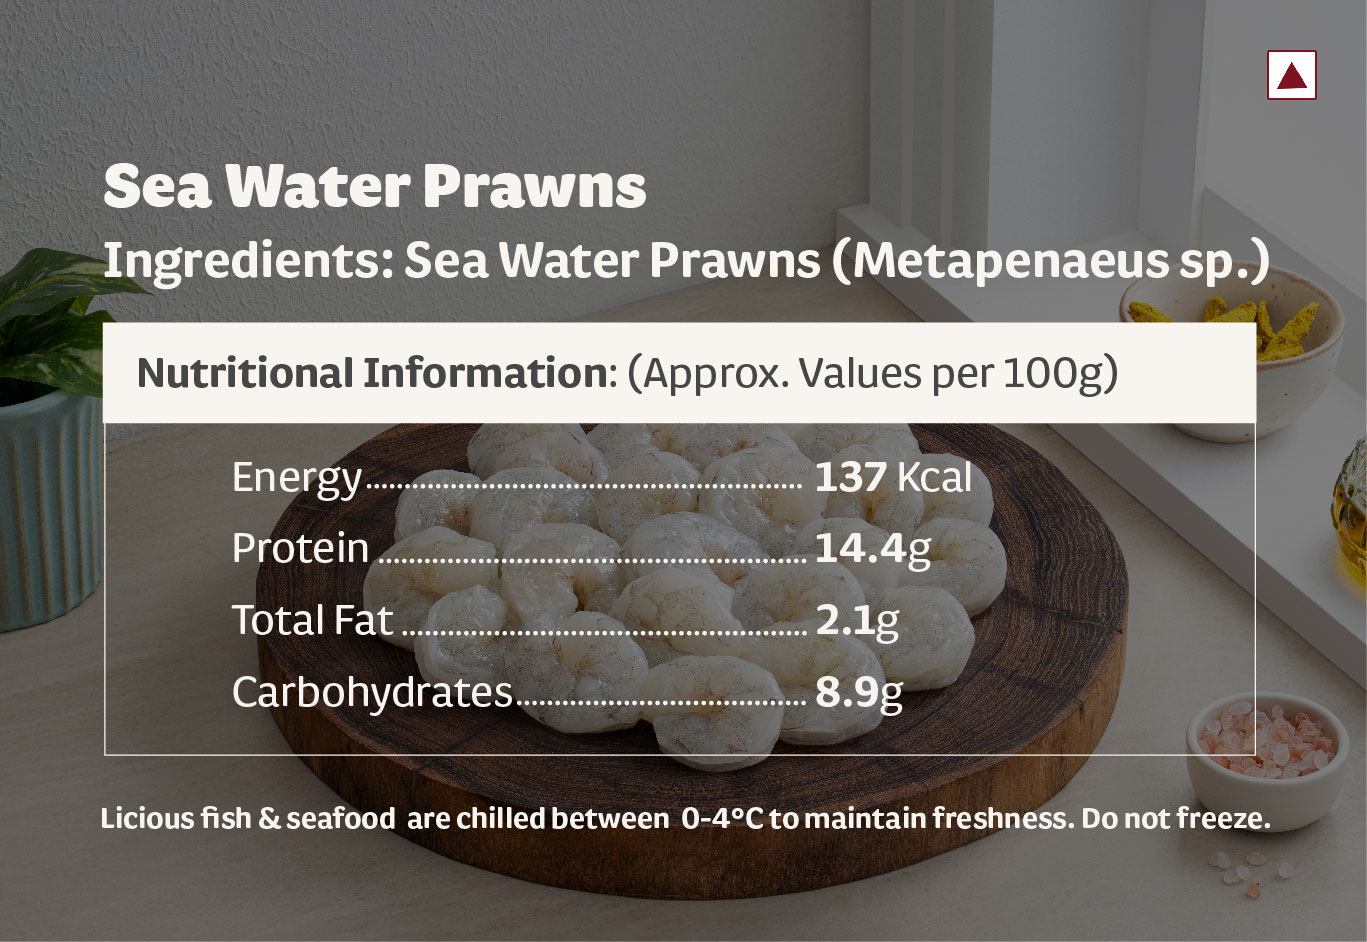 Sea Water Prawns
Ingredients: Sea Water Prawns (Metapenaeus sp.)
Nutritional Information: (Approx. Values per 100g)
Energy.......................................................... 137 Kcal
Protein ......................................................... 14.4g
Total Fat ...................................................... 2.1g
Carbohydrates....................................... 8.9g
Licious fish & seafood are chilled between 0-4°C to maintain freshness. Do not freeze.